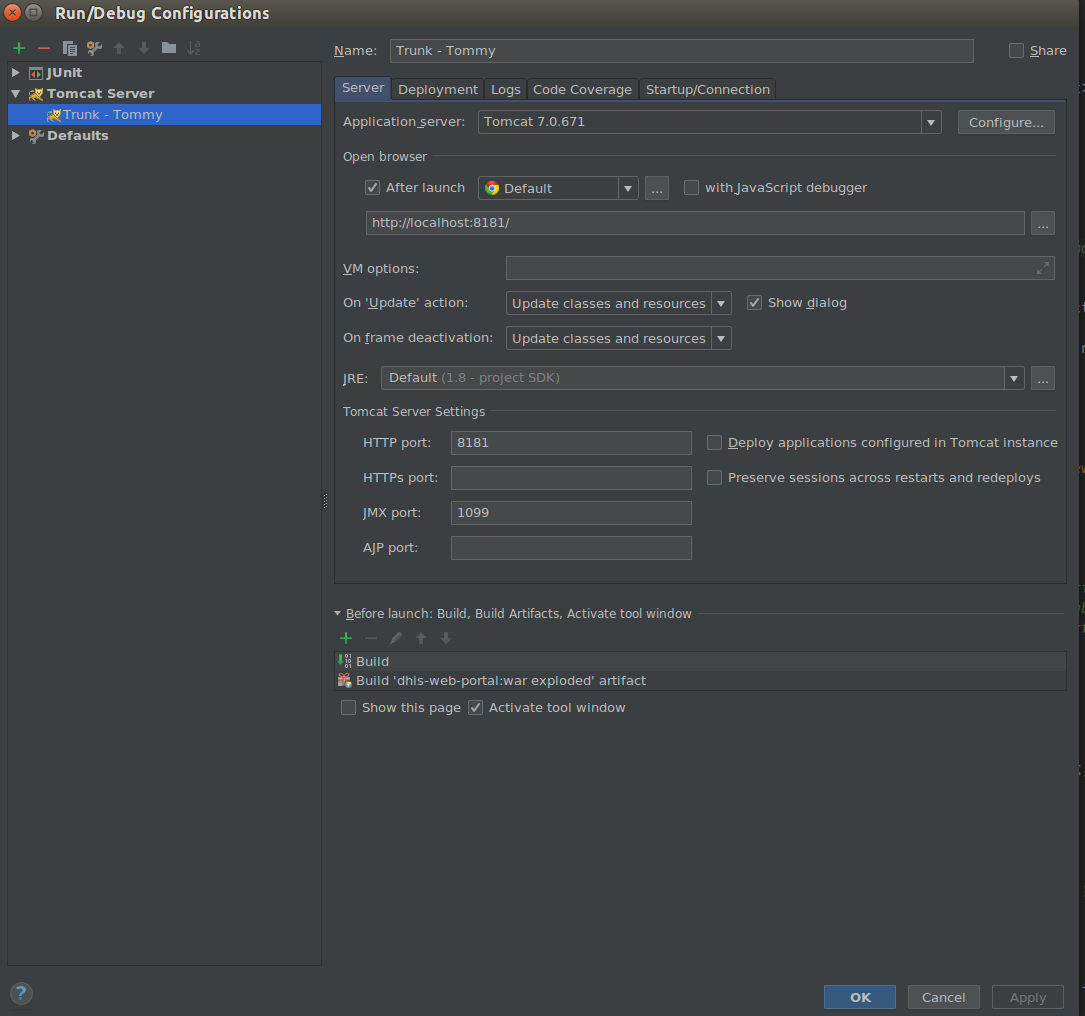 Run/Debug Configurations
Name: Trunk - Tommy Share
JUnit
Tomcat Server
Trunk - Tommy
Defaults
Server Deployment Logs Code Coverage Startup/Connection
Application server: Tomcat 7.0.671 Configure...
Open browser
After launch Default ... with JavaScript debugger
http://localhost:8181/ ...
VM options:
On 'Update' action: Update classes and resources Show dialog
On frame deactivation: Update classes and resources
JRE: Default (1.8 - project SDK) ...
Tomcat Server Settings
HTTP port: 8181 Deploy applications configured in Tomcat instance
HTTPs port: Preserve sessions across restarts and redeploys
JMX port: 1099
AJP port:
Before launch: Build, Build Artifacts, Activate tool window
Build
Build 'dhis-web-portal:war exploded' artifact
Show this page Activate tool window
? OK Cancel Apply